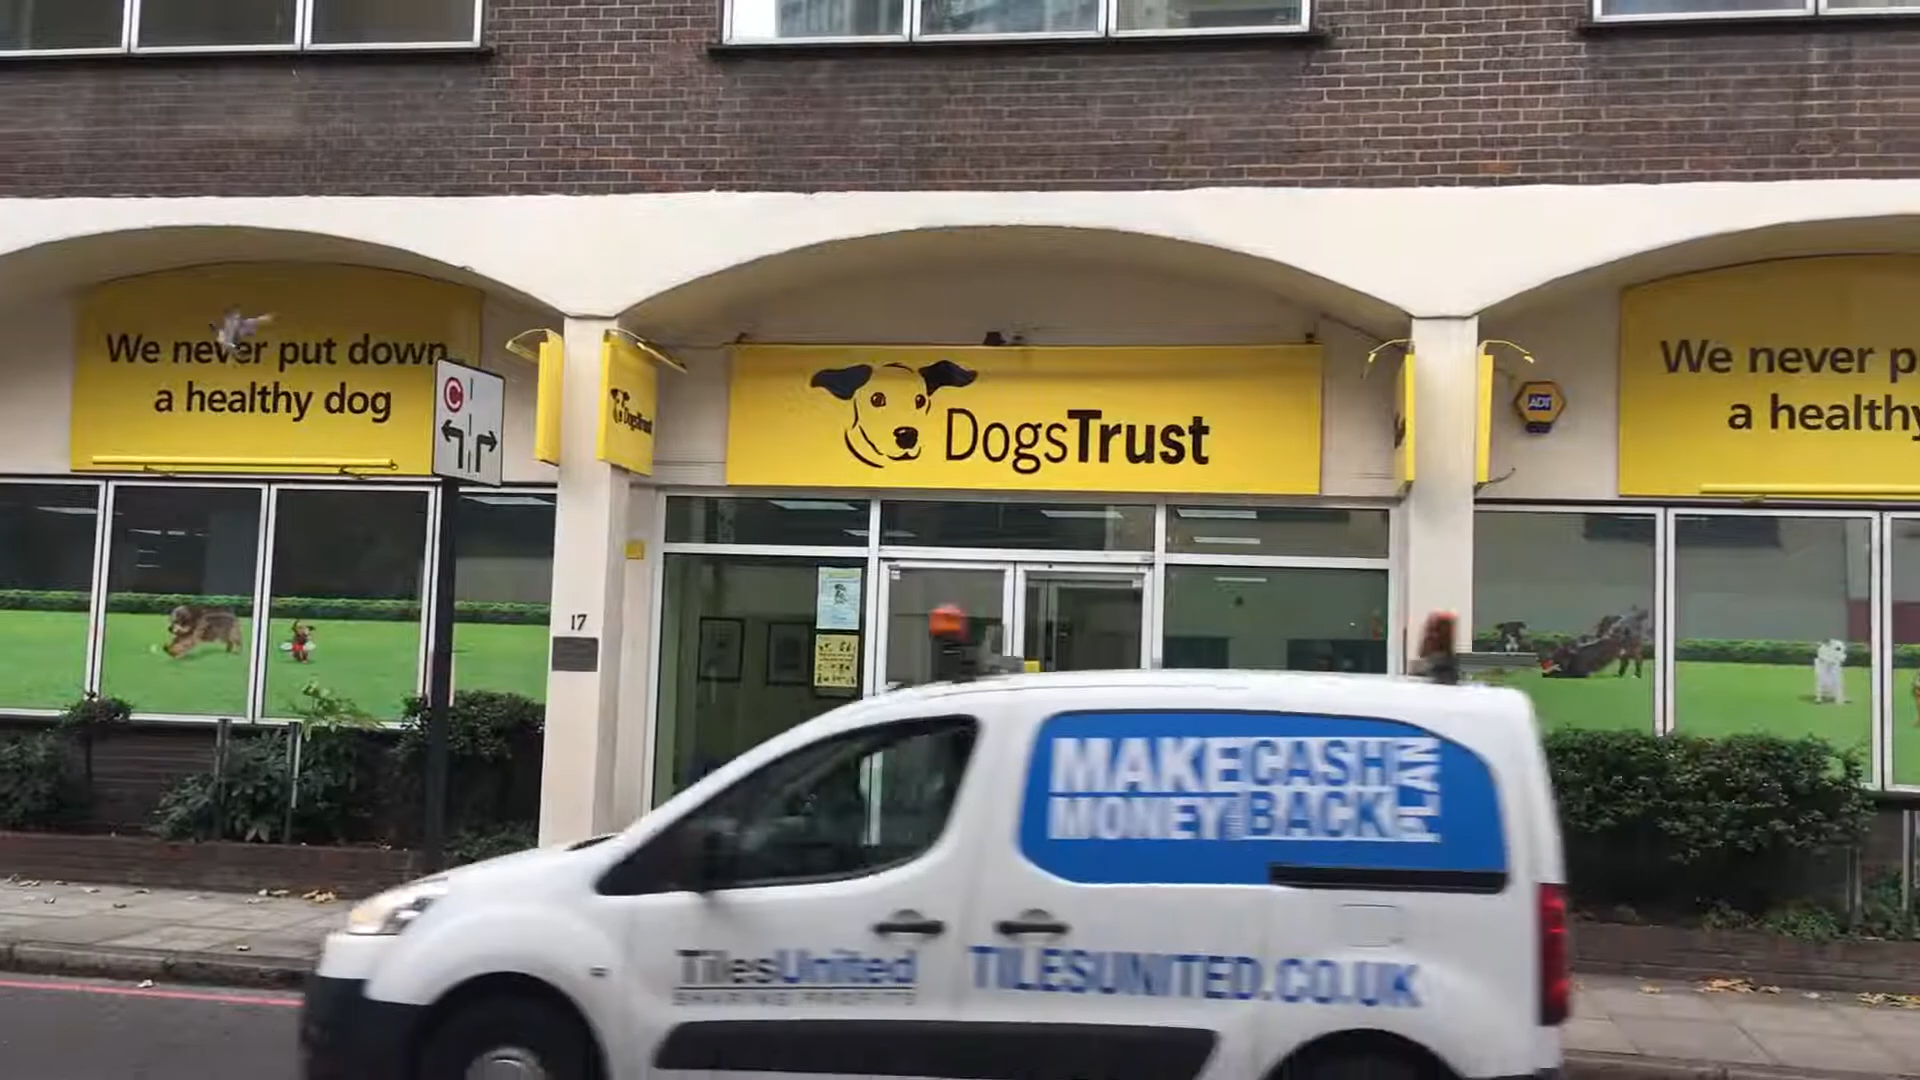 We never put down
a healthy dog
C
DogsTrust
DogsTrust
ADT
We never p
a healthy
17
MAKE CASH
MONEY BACK
PLAN
TilesUnited
SHARING PROFITS
TILESUNITED.CO.UK